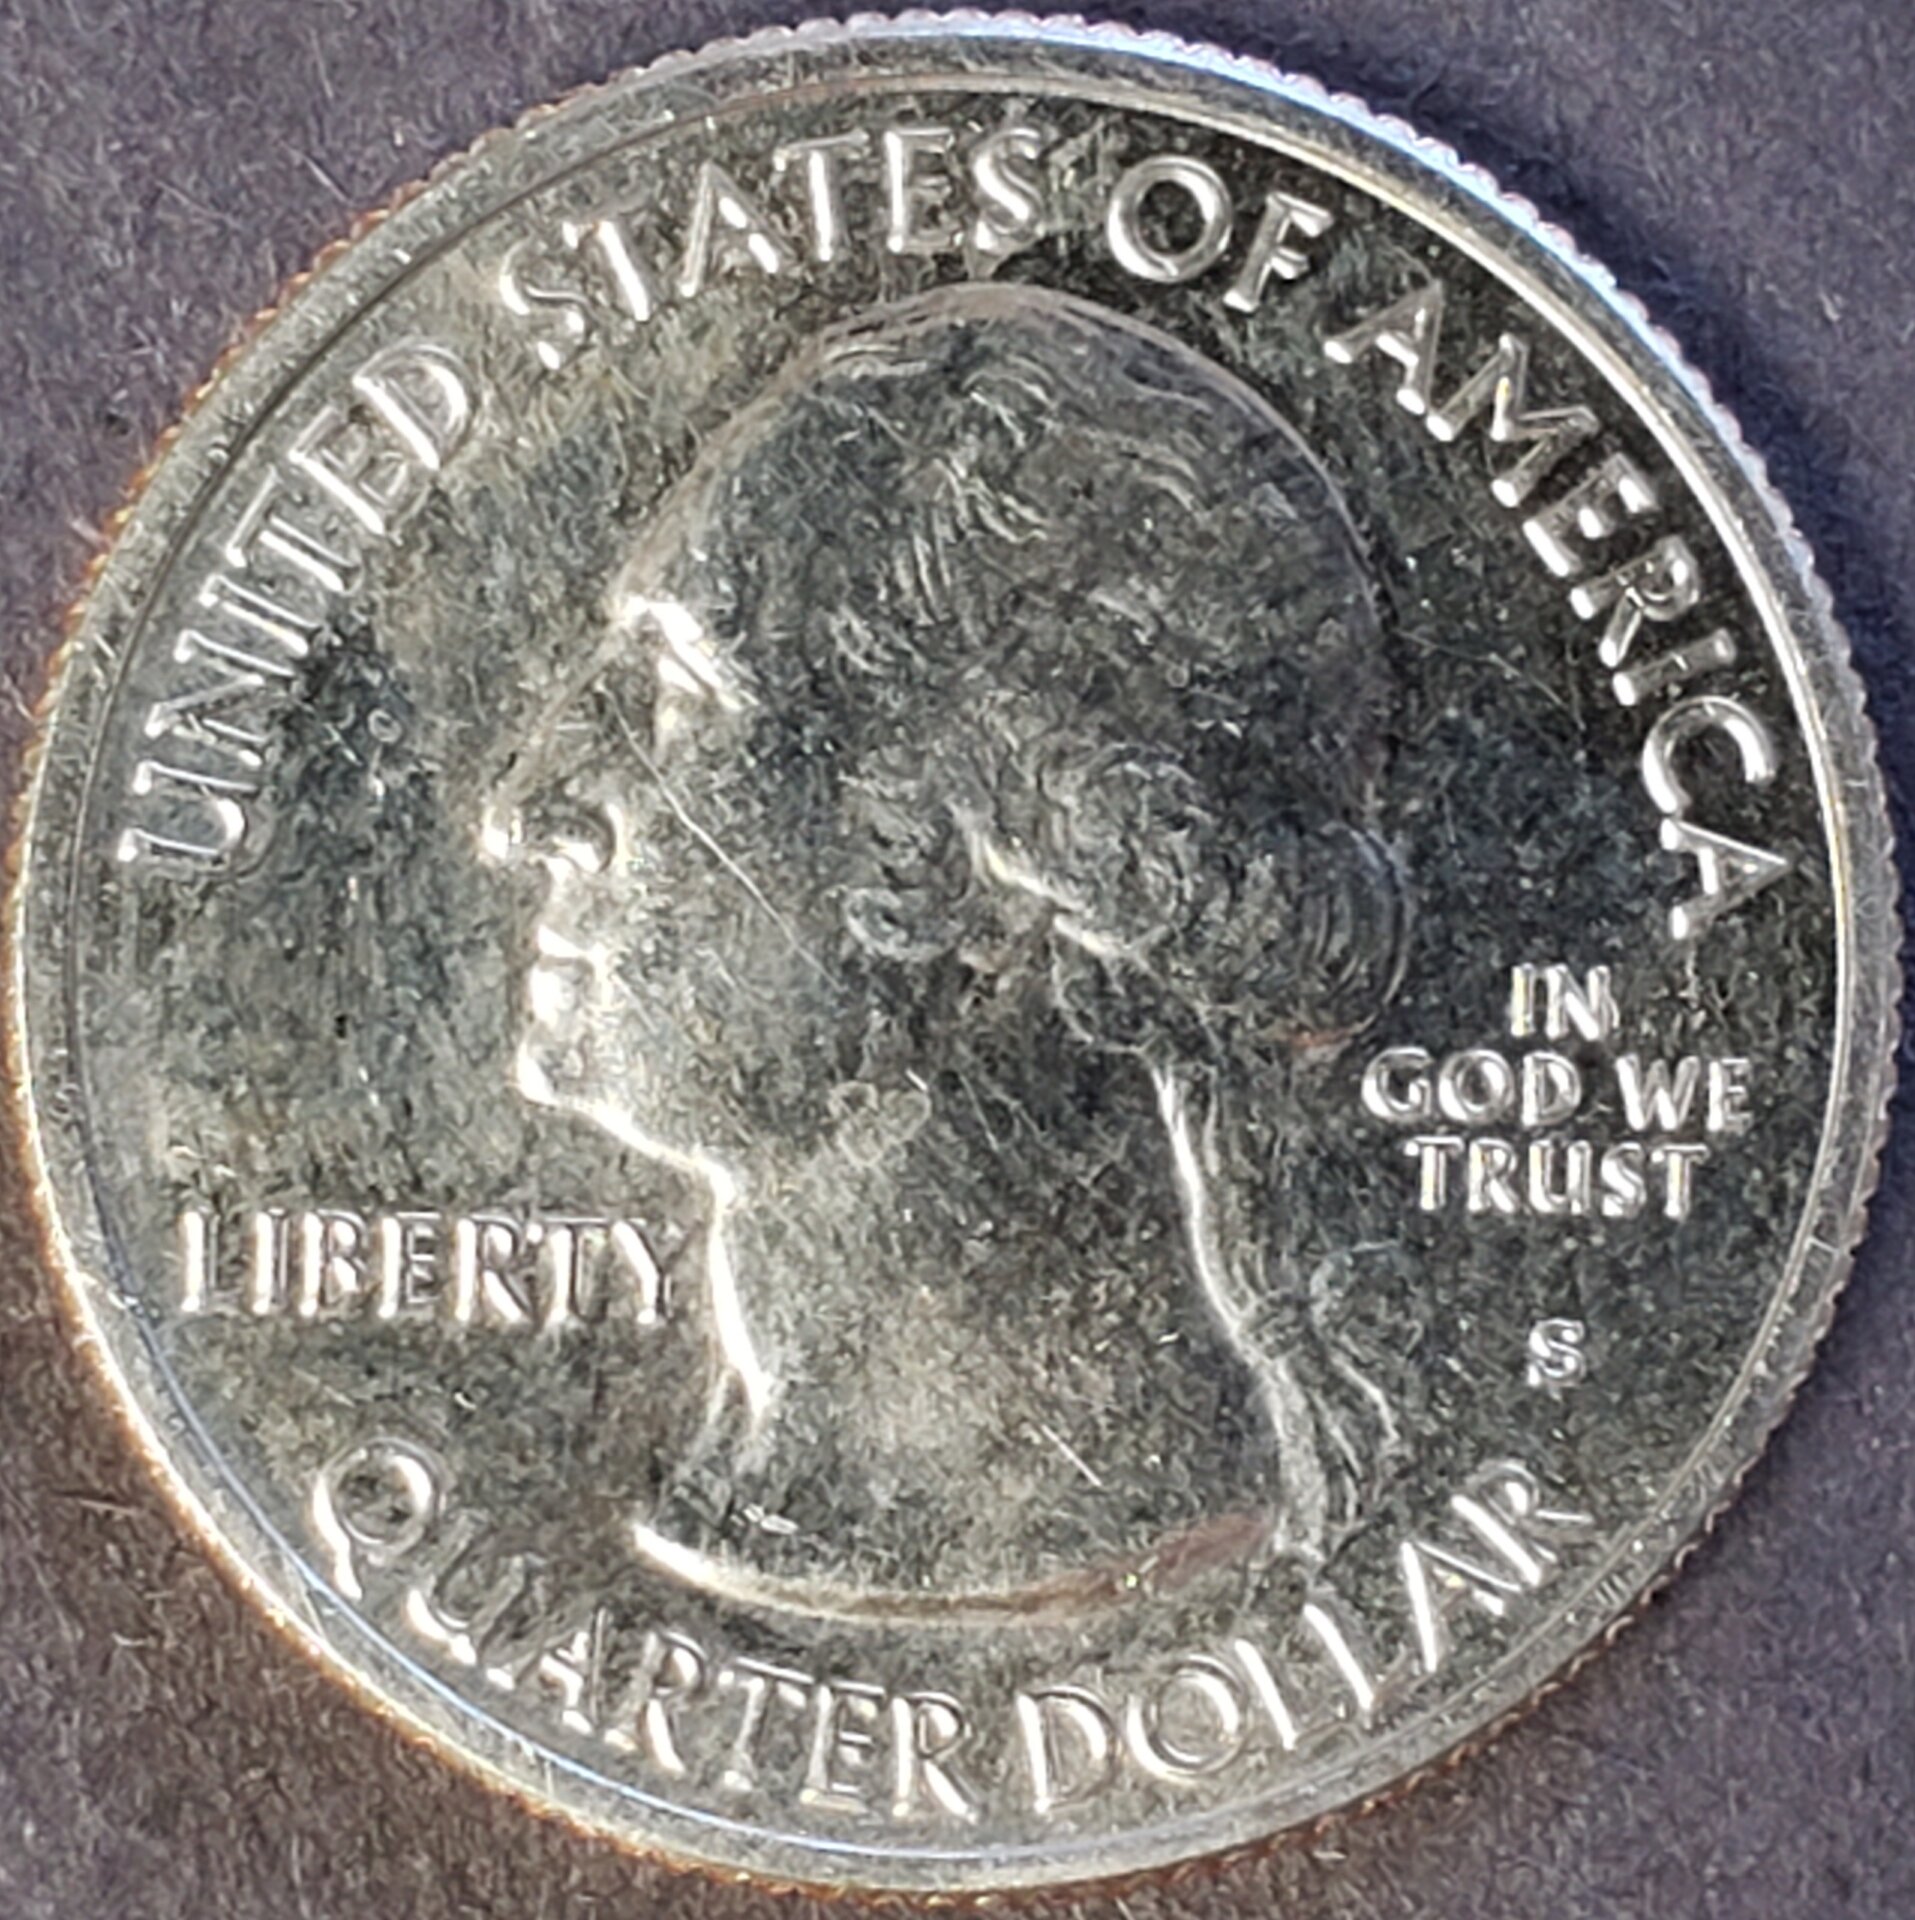 UNITED STATES OF AMERICA
IN
GOD WE
TRUST
LIBERTY
S
QUARTER DOLLAR